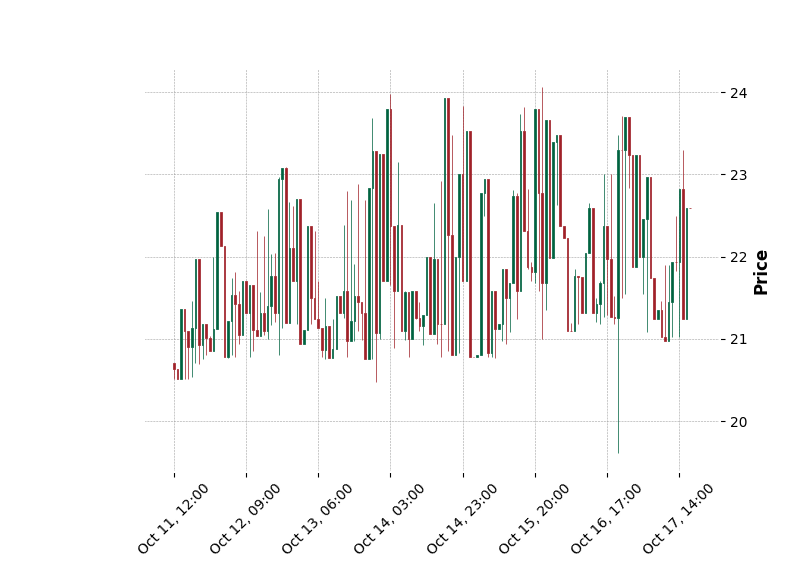 24
23
22
21
20
Price
Oct 11, 12:00
Oct 12, 09:00
Oct 13, 06:00
Oct 14, 03:00
Oct 14, 23:00
Oct 15, 20:00
Oct 16, 17:00
Oct 17, 14:00